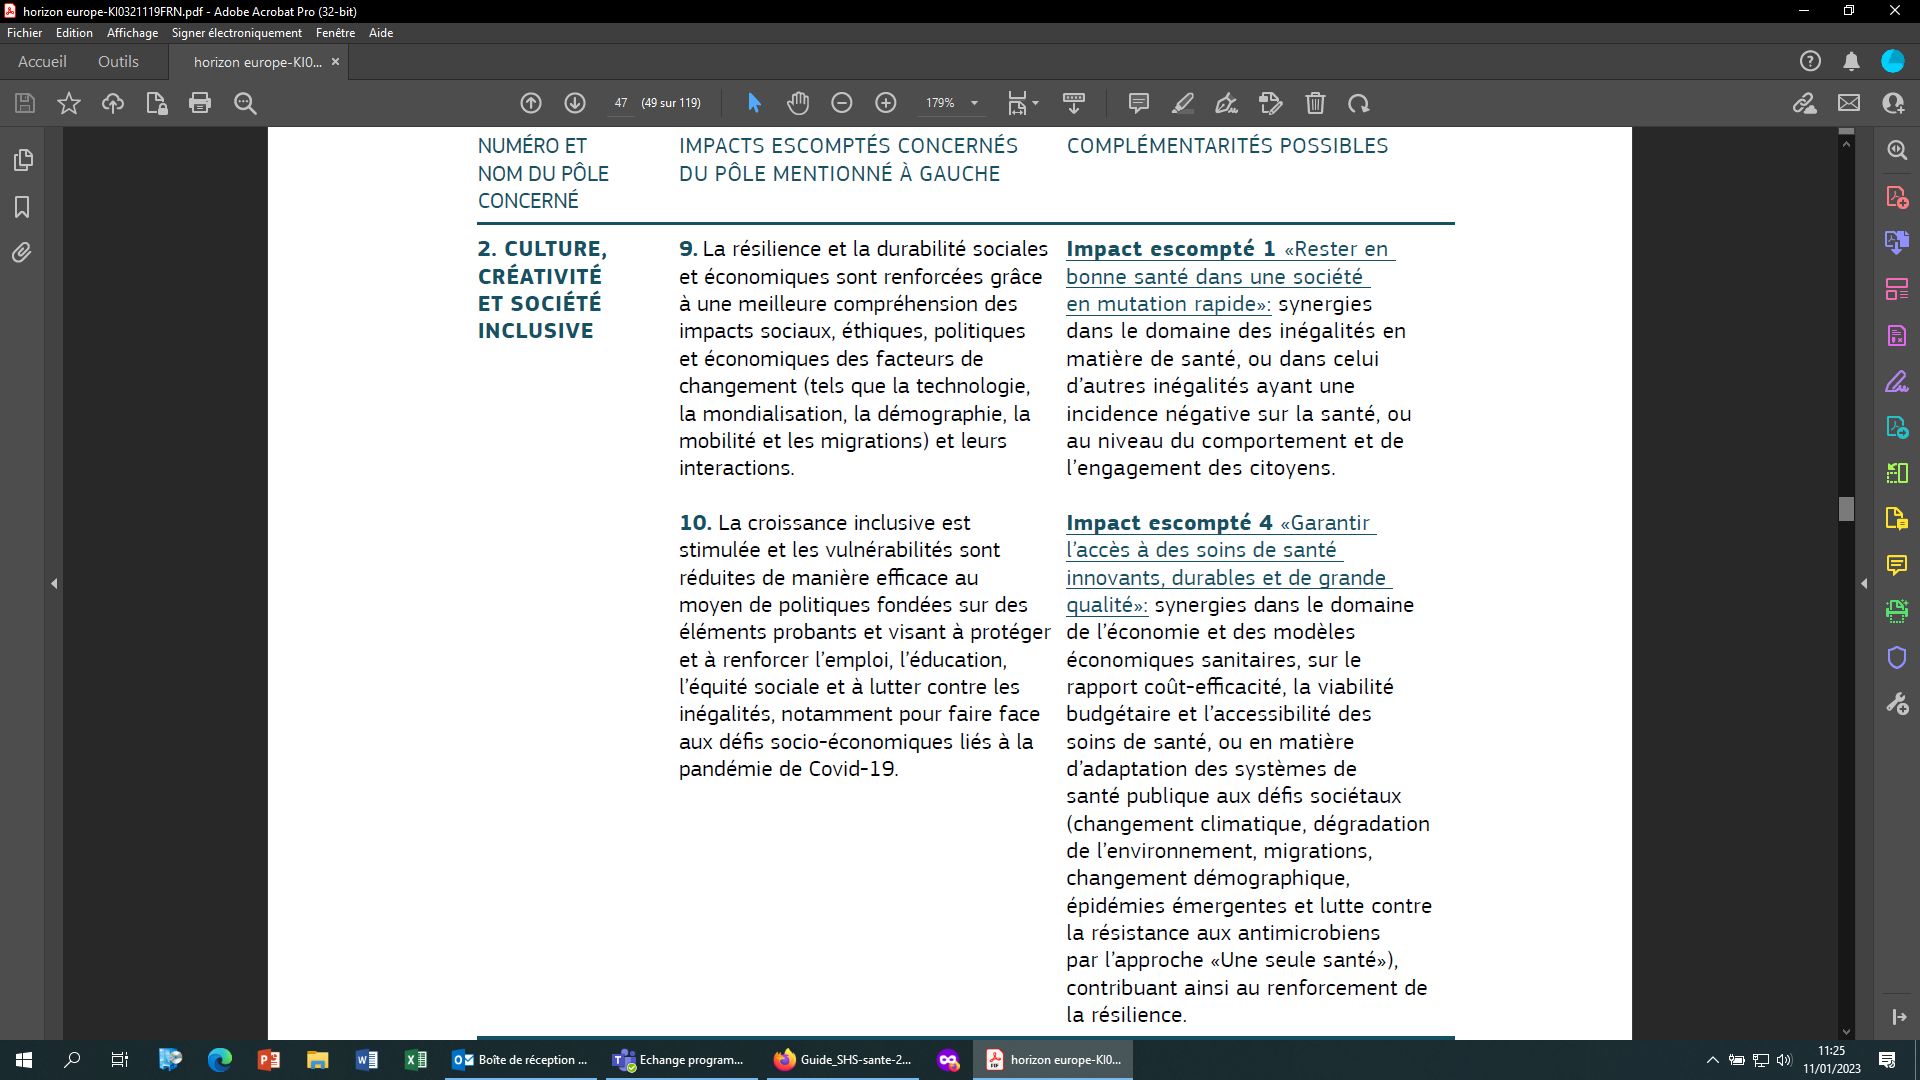 horizon europe-KI0321119FRN.pdf - Adobe Acrobat Pro (32-bit)
Fichier Edition Affichage Signer électroniquement Fenêtre Aide
Accueil Outils horizon europe-KI0... ×
47 (49 sur 119) 179%
NUMÉRO ET
NOM DU PÔLE
CONCERNÉ
IMPACTS ESCOMPTÉS CONCERNÉS
DU PÔLE MENTIONNÉ À GAUCHE
COMPLÉMENTARITÉS POSSIBLES
2. CULTURE,
CRÉATIVITÉ
ET SOCIÉTÉ
INCLUSIVE
9. La résilience et la durabilité sociales
et économiques sont renforcées grâce
à une meilleure compréhension des
impacts sociaux, éthiques, politiques
et économiques des facteurs de
changement (tels que la technologie,
la mondialisation, la démographie, la
mobilité et les migrations) et leurs
interactions.
10. La croissance inclusive est
stimulée et les vulnérabilités sont
réduites de manière efficace au
moyen de politiques fondées sur des
éléments probants et visant à protéger
et à renforcer l'emploi, l'éducation,
l'équité sociale et à lutter contre les
inégalités, notamment pour faire face
aux défis socio-économiques liés à la
pandémie de Covid-19.
Impact escompté 1 «Rester en
bonne santé dans une société
en mutation rapide»: synergies
dans le domaine des inégalités en
matière de santé, ou dans celui
d'autres inégalités ayant une
incidence négative sur la santé, ou
au niveau du comportement et de
l'engagement des citoyens.
Impact escompté 4 «Garantir
l'accès à des soins de santé
innovants, durables et de grande
qualité»: synergies dans le domaine
de l'économie et des modèles
économiques sanitaires, sur le
rapport coût-efficacité, la viabilité
budgétaire et l'accessibilité des
soins de santé, ou en matière
d'adaptation des systèmes de
santé publique aux défis sociétaux
(changement climatique, dégradation
de l'environnement, migrations,
changement démographique,
épidémies émergentes et lutte contre
la résistance aux antimicrobiens
par l'approche «Une seule santé»),
contribuant ainsi au renforcement de
la résilience.
Boîte de réception ... Echange program... Guide_SHS-sante-2... horizon europe-KI0...
11:25
11/01/2023